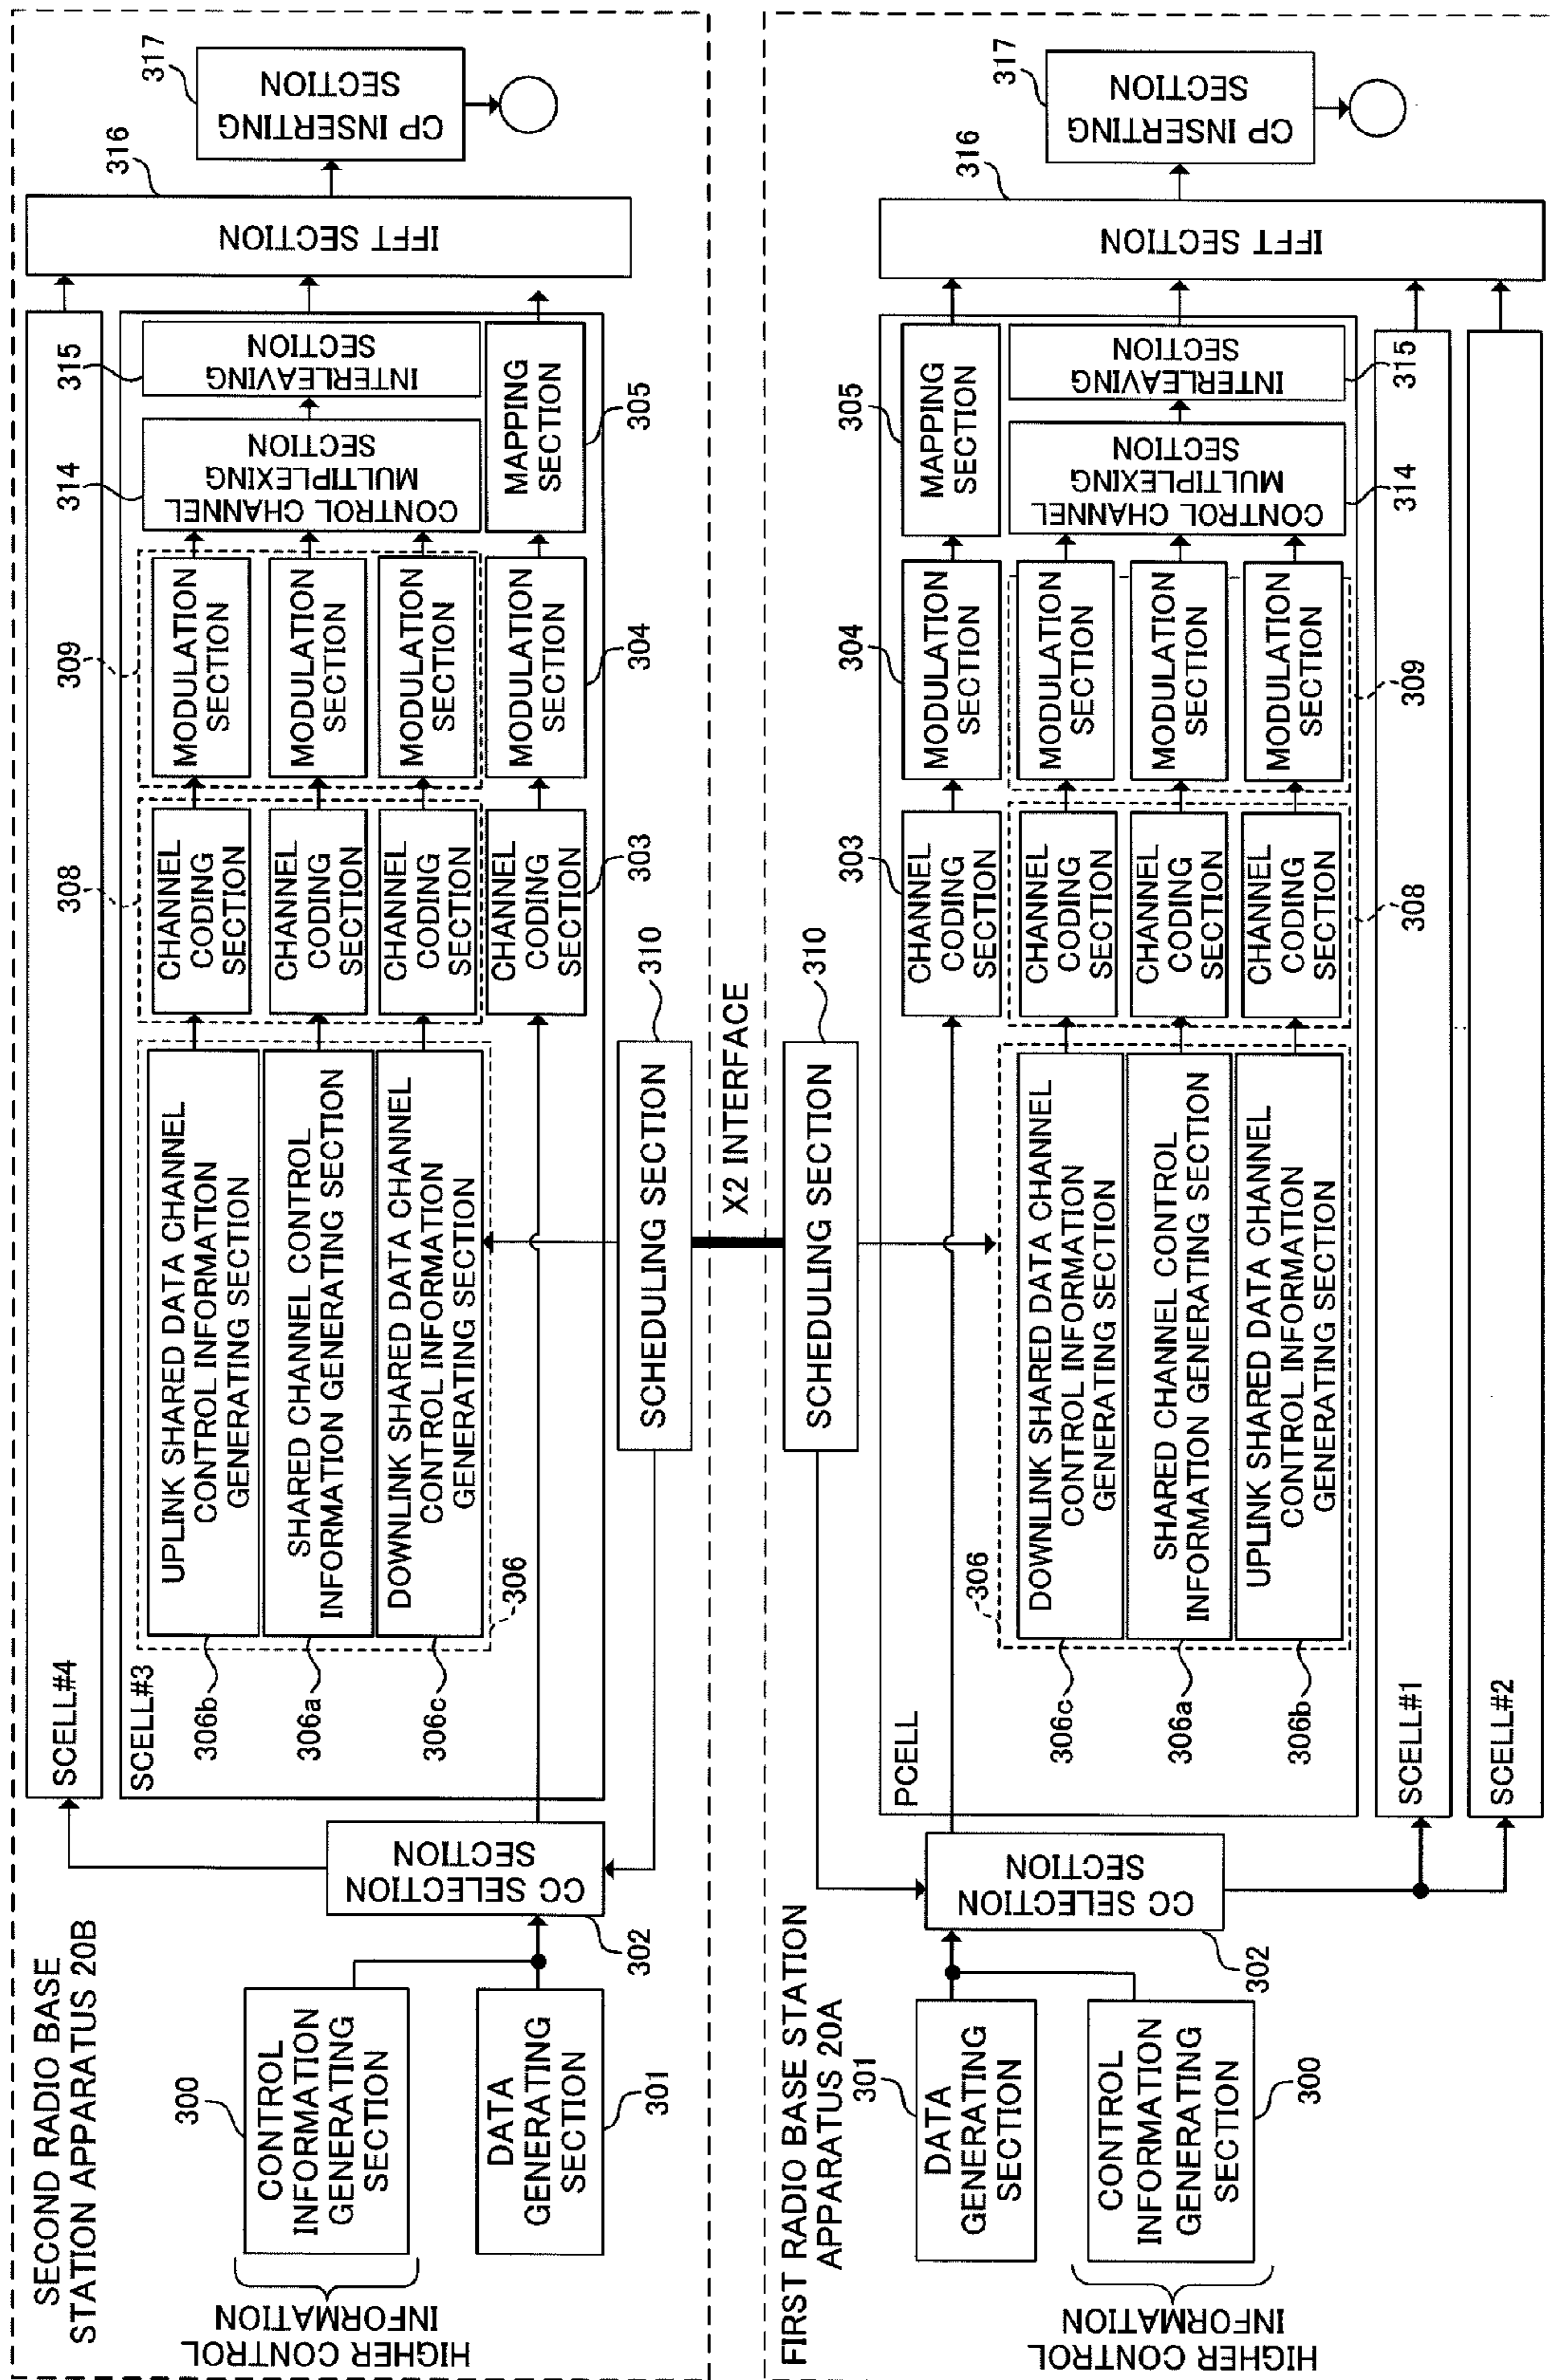 SECOND RADIO BASE
STATION APPARATUS 20B
HIGHER CONTROL
INFORMATION
300
CONTROL
INFORMATION
GENERATING
SECTION
DATA
GENERATING
SECTION
301
CC SELECTION
SECTION
302
SCELL#4
SCELL#3
306b
306a
306c
UPLINK SHARED DATA CHANNEL
CONTROL INFORMATION
GENERATING SECTION
SHARED CHANNEL CONTROL
INFORMATION GENERATING SECTION
DOWNLINK SHARED DATA CHANNEL
CONTROL INFORMATION
GENERATING SECTION
306
308
CHANNEL
CODING
SECTION
CHANNEL
CODING
SECTION
CHANNEL
CODING
SECTION
CHANNEL
CODING
SECTION
303
309
MODULATION
SECTION
MODULATION
SECTION
MODULATION
SECTION
MODULATION
SECTION
304
314
CONTROL CHANNEL
MULTIPLEXING
SECTION
315
INTERLEAVING
SECTION
MAPPING
SECTION
305
316
IFFT SECTION
317
CP INSERTING
SECTION
SCHEDULING SECTION
310
X2 INTERFACE
FIRST RADIO BASE STATION
APPARATUS 20A
HIGHER CONTROL
INFORMATION
301
DATA
GENERATING
SECTION
CONTROL
INFORMATION
GENERATING
SECTION
300
CC SELECTION
SECTION
302
SCHEDULING SECTION
310
PCELL
306
306c
306a
306b
DOWNLINK SHARED DATA CHANNEL
CONTROL INFORMATION
GENERATING SECTION
SHARED CHANNEL CONTROL
INFORMATION GENERATING SECTION
UPLINK SHARED DATA CHANNEL
CONTROL INFORMATION
GENERATING SECTION
303
CHANNEL
CODING
SECTION
CHANNEL
CODING
SECTION
CHANNEL
CODING
SECTION
CHANNEL
CODING
SECTION
308
304
MODULATION
SECTION
MODULATION
SECTION
MODULATION
SECTION
MODULATION
SECTION
309
305
MAPPING
SECTION
CONTROL CHANNEL
MULTIPLEXING
SECTION
314
INTERLEAVING
SECTION
315
316
IFFT SECTION
317
CP INSERTING
SECTION
SCELL#1
SCELL#2